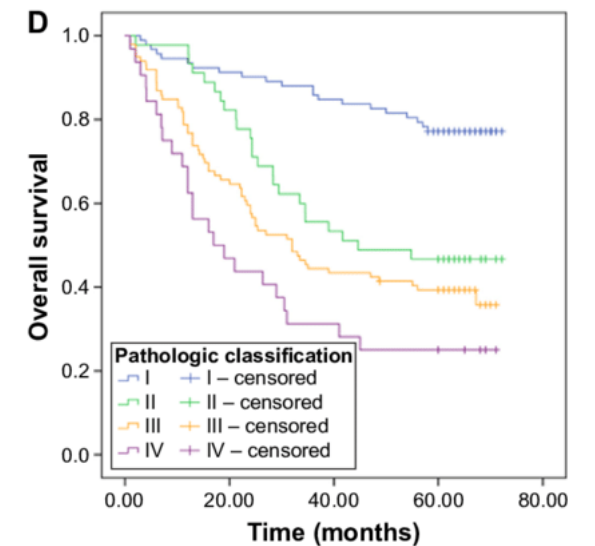 D
1.0
0.8
0.6
0.4
0.2
0.0
Overall survival
Pathologic classification
I I – censored
II II – censored
III III – censored
IV IV – censored
0.00 20.00 40.00 60.00 80.00
Time (months)